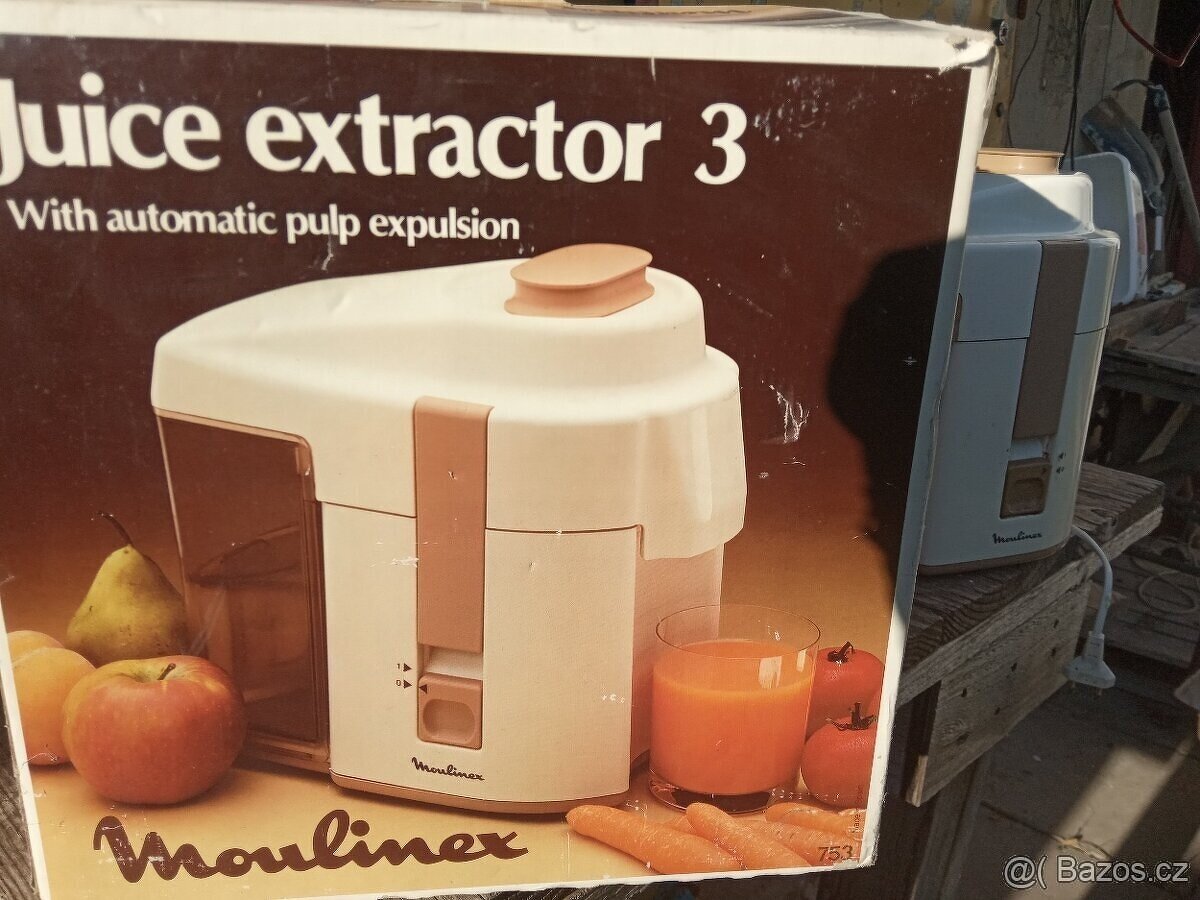 Juice extractor 3
With automatic pulp expulsion
1
0
Moulinex
Moulinex
753
Moulinex
@( Bazos.cz